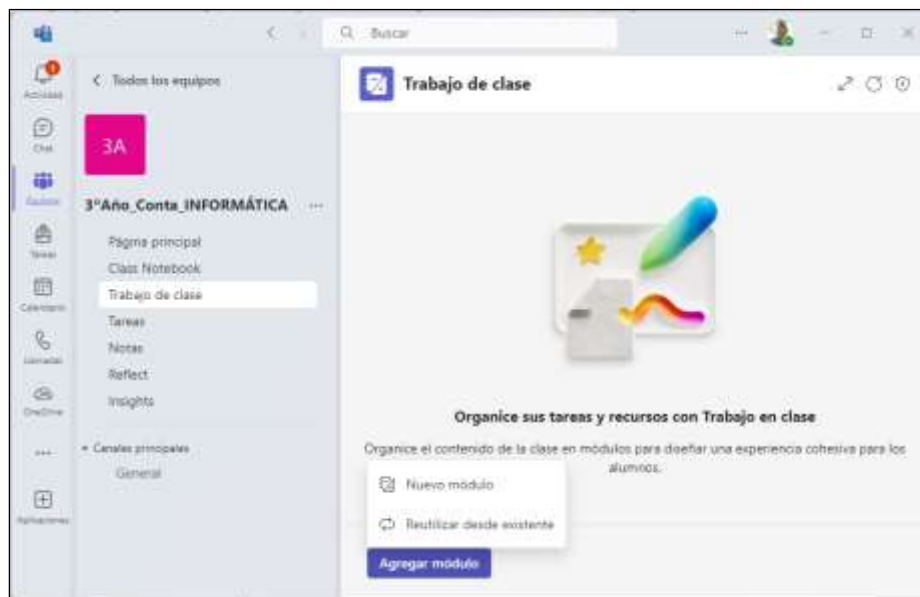 Buscar
Actividad
Chat
Equipos
Tareas
Calendario
Llamadas
OneDrive
Aplicaciones
Todos los equipos
3A
3ºAño_Conta_INFORMÁTICA
Página principal
Class Notebook
Trabajo de clase
Tareas
Notas
Reflect
Insights
Canales principales
General
Trabajo de clase
Organice sus tareas y recursos con Trabajo en clase
Organice el contenido de la clase en módulos para diseñar una experiencia cohesiva para los
alumnos.
Nuevo módulo
Reutilizar desde existente
Agregar módulo